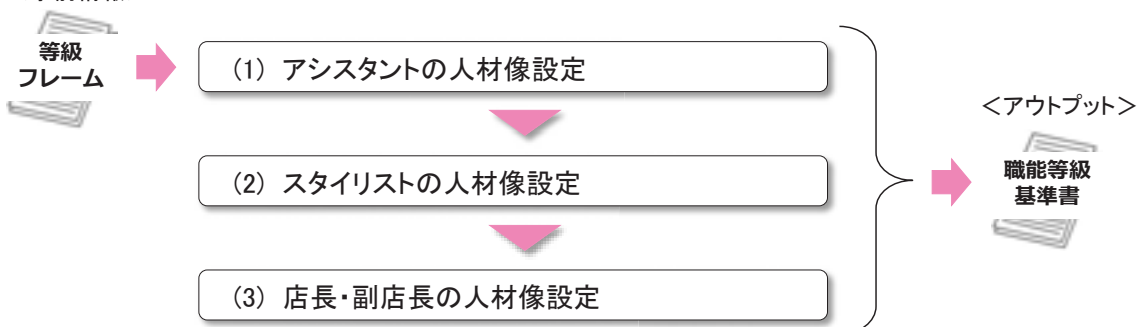 等級
フレーム
(1) アシスタントの人材像設定
(2) スタイリストの人材像設定
(3) 店長・副店長の人材像設定
＜アウトプット＞
職能等級
基準書